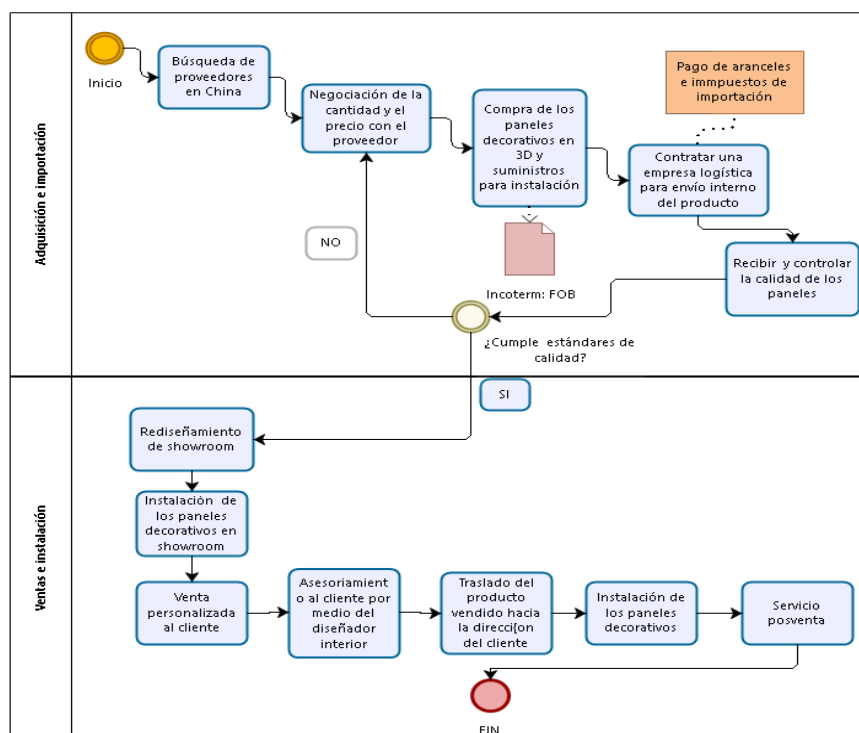 Adquisición e importación
Inicio
Búsqueda de
proveedores
en China
Negociación de la
cantidad y el
precio con el
proveedor
Compra de los
paneles
decorativos en
3D y
suministros
para instalación
Incoterm: FOB
Pago de aranceles
e immpuestos de
importación
Contratar una
empresa logística
para envío interno
del producto
Recibir y controlar
la calidad de los
paneles
NO
¿Cumple estándares de
calidad?
SI
Ventas e instalación
Rediseñamiento
de showroom
Instalación de
los paneles
decorativos en
showroom
Venta
personalizada
al cliente
Asesoriamient
o al cliente por
medio del
diseñador
interior
Traslado del
producto
vendido hacia
la direcci{on
del cliente
Instalación de
los paneles
decorativos
Servicio
posventa
FIN